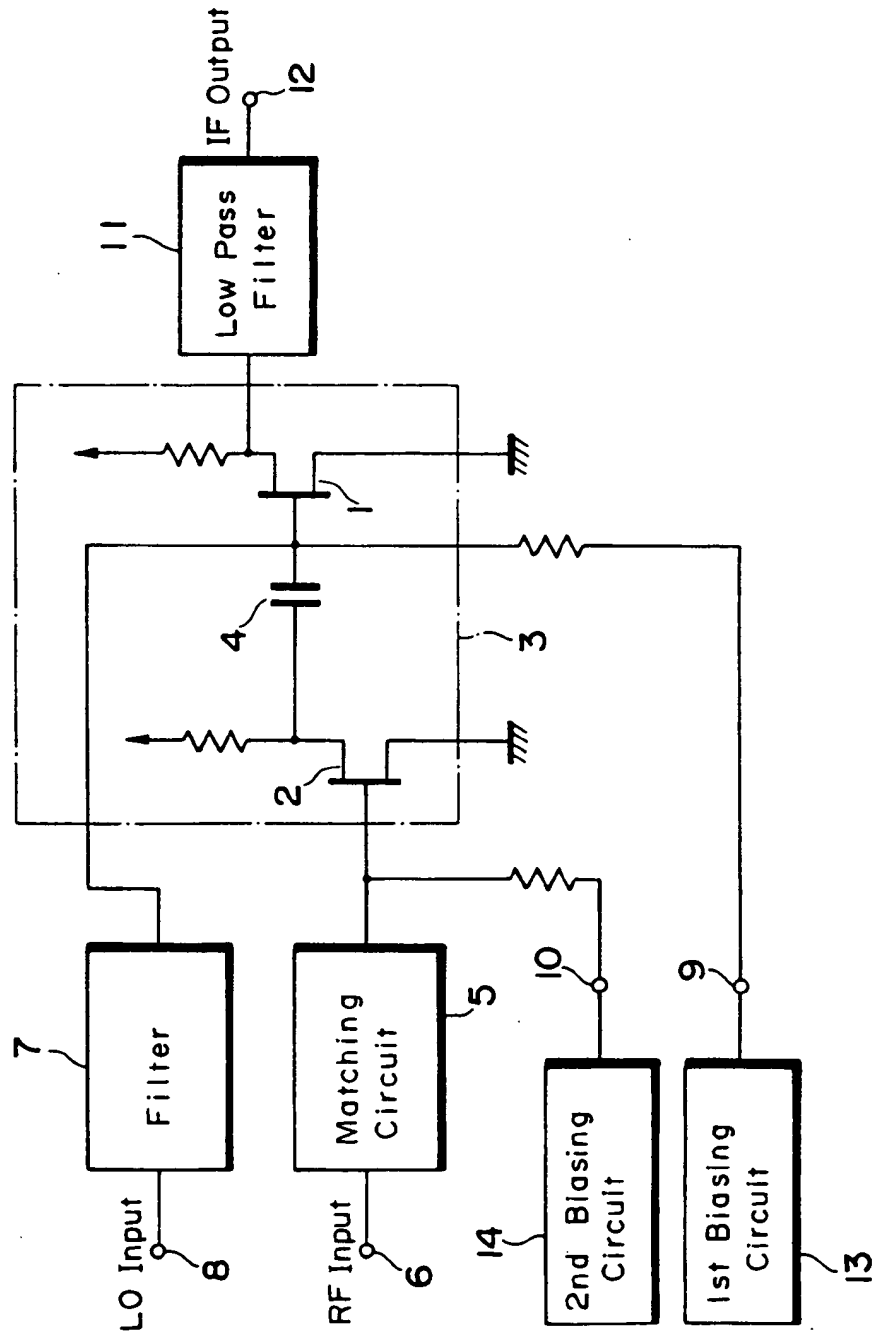 LO Input
8
7
Filter
RF Input
6
Matching
Circuit
5
14
2nd Biasing
Circuit
10
1st Biasing
Circuit
13
9
2
4
3
1
11
Low Pass
Filter
IF Output
12